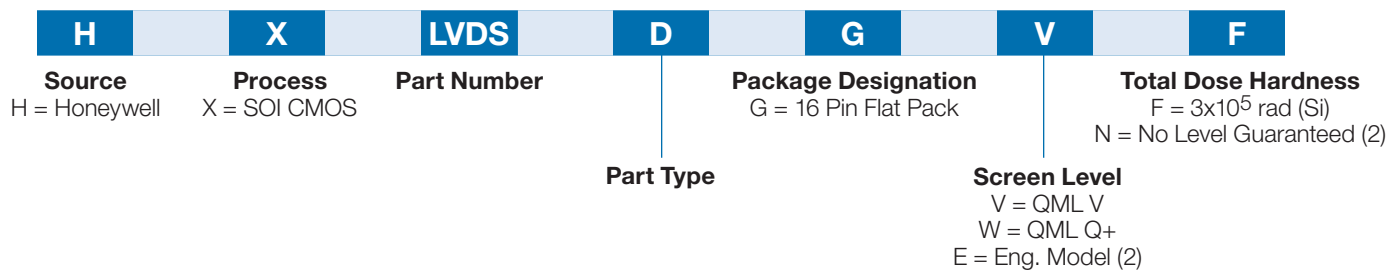 H X LVDS D G V F
Source Process Part Number Package Designation Total Dose Hardness
H = Honeywell X = SOI CMOS G = 16 Pin Flat Pack F = 3x10⁵ rad (Si)
N = No Level Guaranteed (2)
Part Type Screen Level
V = QML V
W = QML Q+
E = Eng. Model (2)